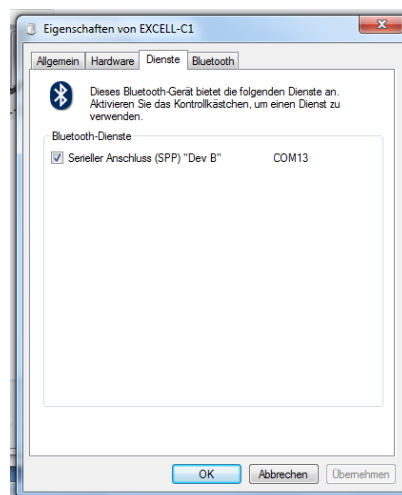 Eigenschaften von EXCELL-C1
Allgemein Hardware Dienste Bluetooth
Dieses Bluetooth-Gerät bietet die folgenden Dienste an.
Aktivieren Sie das Kontrollkästchen, um einen Dienst zu
verwenden.
Bluetooth-Dienste
Serieller Anschluss (SPP) "Dev B" COM13
OK Abbrechen Übernehmen